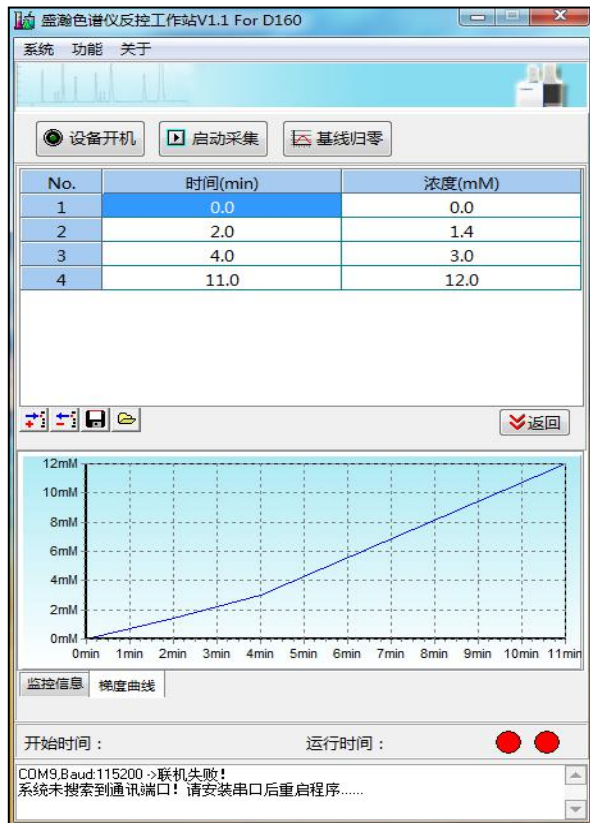 盛瀚色谱仪反控工作站V1.1 For D160
系统 功能 关于
设备开机 启动采集 基线归零
No. 时间(min) 浓度(mM)
1 0.0 0.0
2 2.0 1.4
3 4.0 3.0
4 11.0 12.0
返回
12mM
10mM
8mM
6mM
4mM
2mM
0mM
0min 1min 2min 3min 4min 5min 6min 7min 8min 9min 10min 11min
监控信息 梯度曲线
开始时间： 运行时间：
COM9,Baud:115200 ->联机失败！
系统未搜索到通讯端口！请安装串口后重启程序......